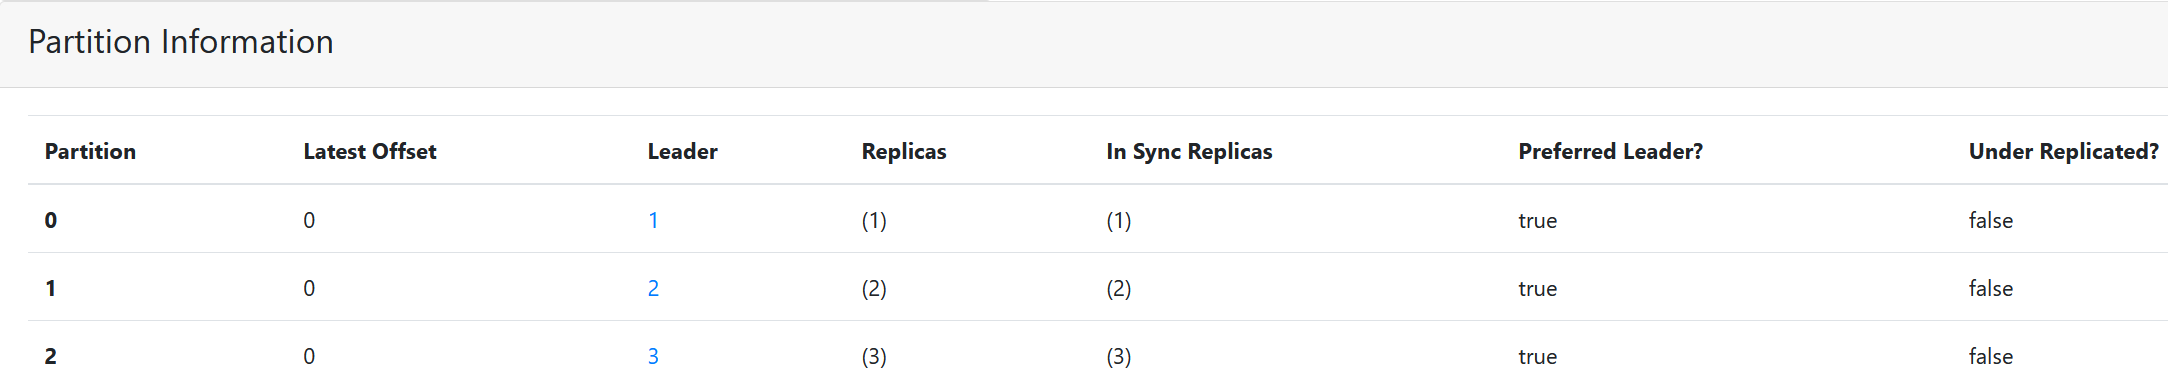 Partition Information
Partition Latest Offset Leader Replicas In Sync Replicas Preferred Leader? Under Replicated?
0 0 1 (1) (1) true false
1 0 2 (2) (2) true false
2 0 3 (3) (3) true false